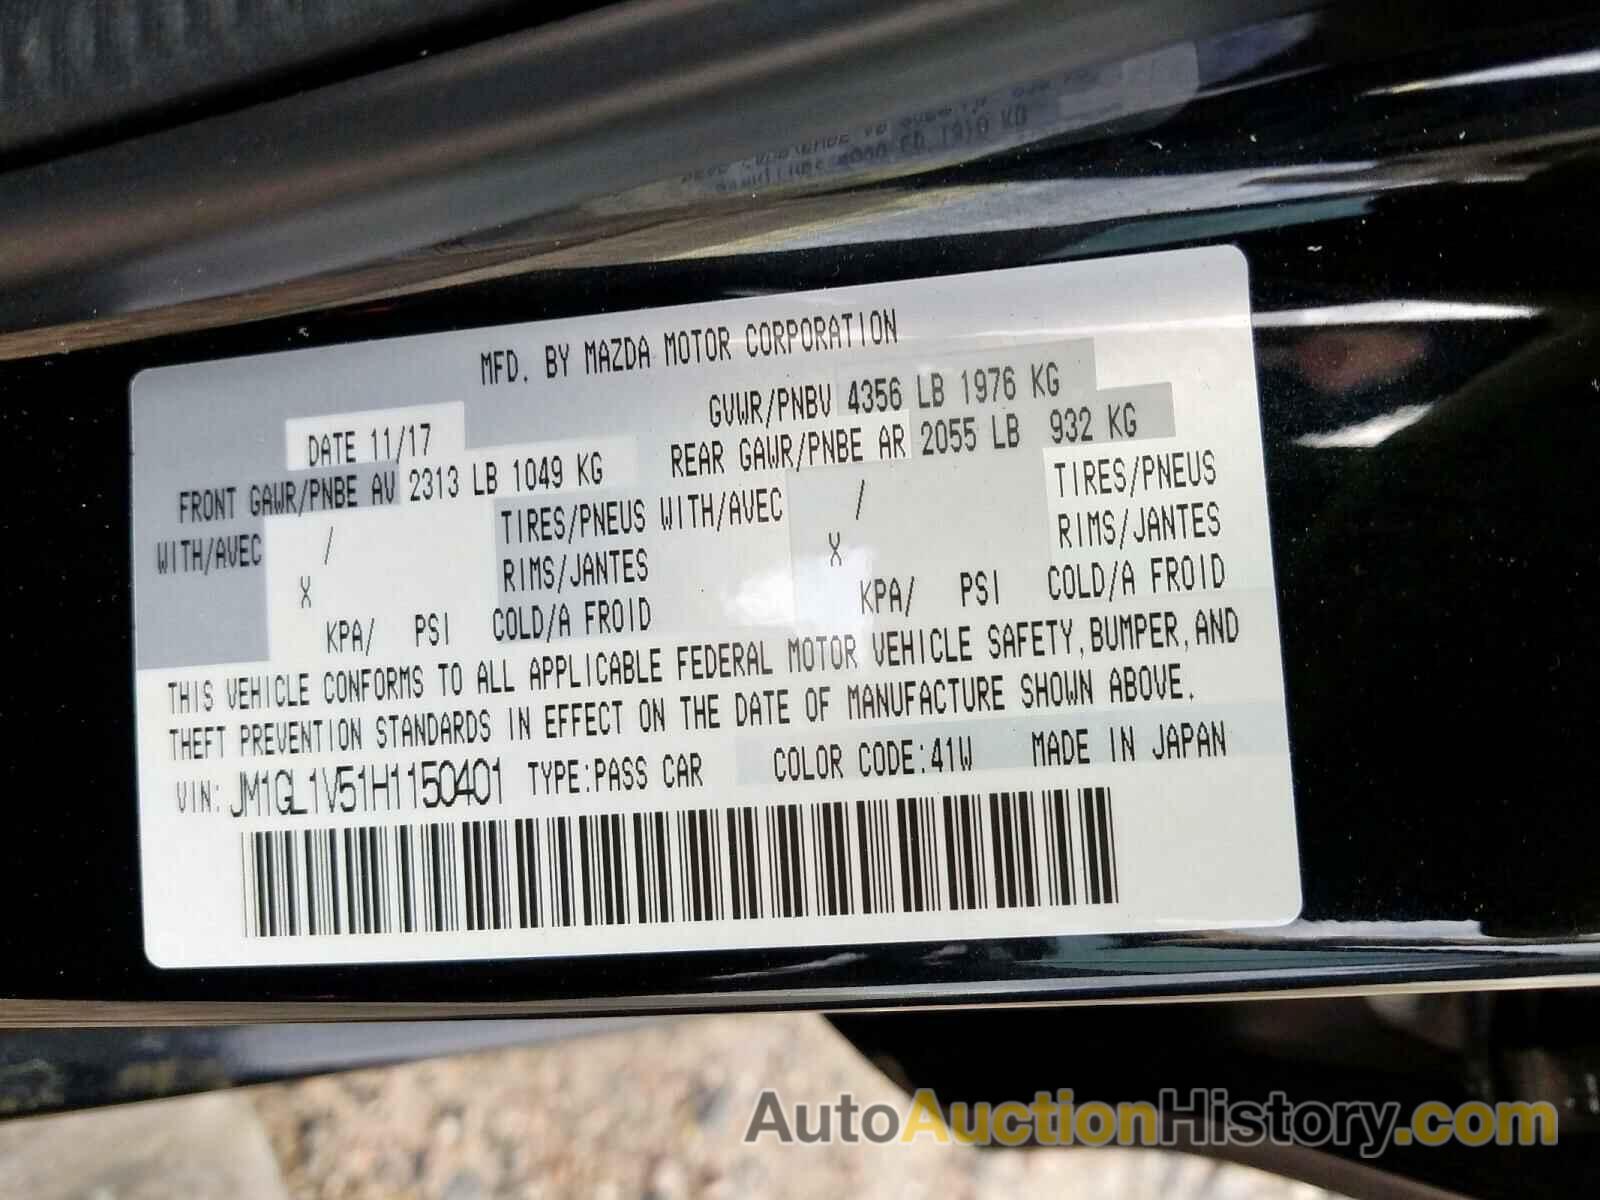 MFD. BY MAZDA MOTOR CORPORATION
DATE 11/17
GVWR/PNBV 4356 LB 1976 KG
FRONT GAWR/PNBE AV 2313 LB 1049 KG
REAR GAWR/PNBE AR 2055 LB 932 KG
WITH/AVEC / TIRES/PNEUS WITH/AVEC / TIRES/PNEUS
X RIMS/JANTES X RIMS/JANTES
KPA/ PSI COLD/A FROID KPA/ PSI COLD/A FROID
THIS VEHICLE CONFORMS TO ALL APPLICABLE FEDERAL MOTOR VEHICLE SAFETY, BUMPER, AND
THEFT PREVENTION STANDARDS IN EFFECT ON THE DATE OF MANUFACTURE SHOWN ABOVE.
VIN: JM1GL1V51H1150401 TYPE:PASS CAR COLOR CODE:41W MADE IN JAPAN
AutoAuctionHistory.com